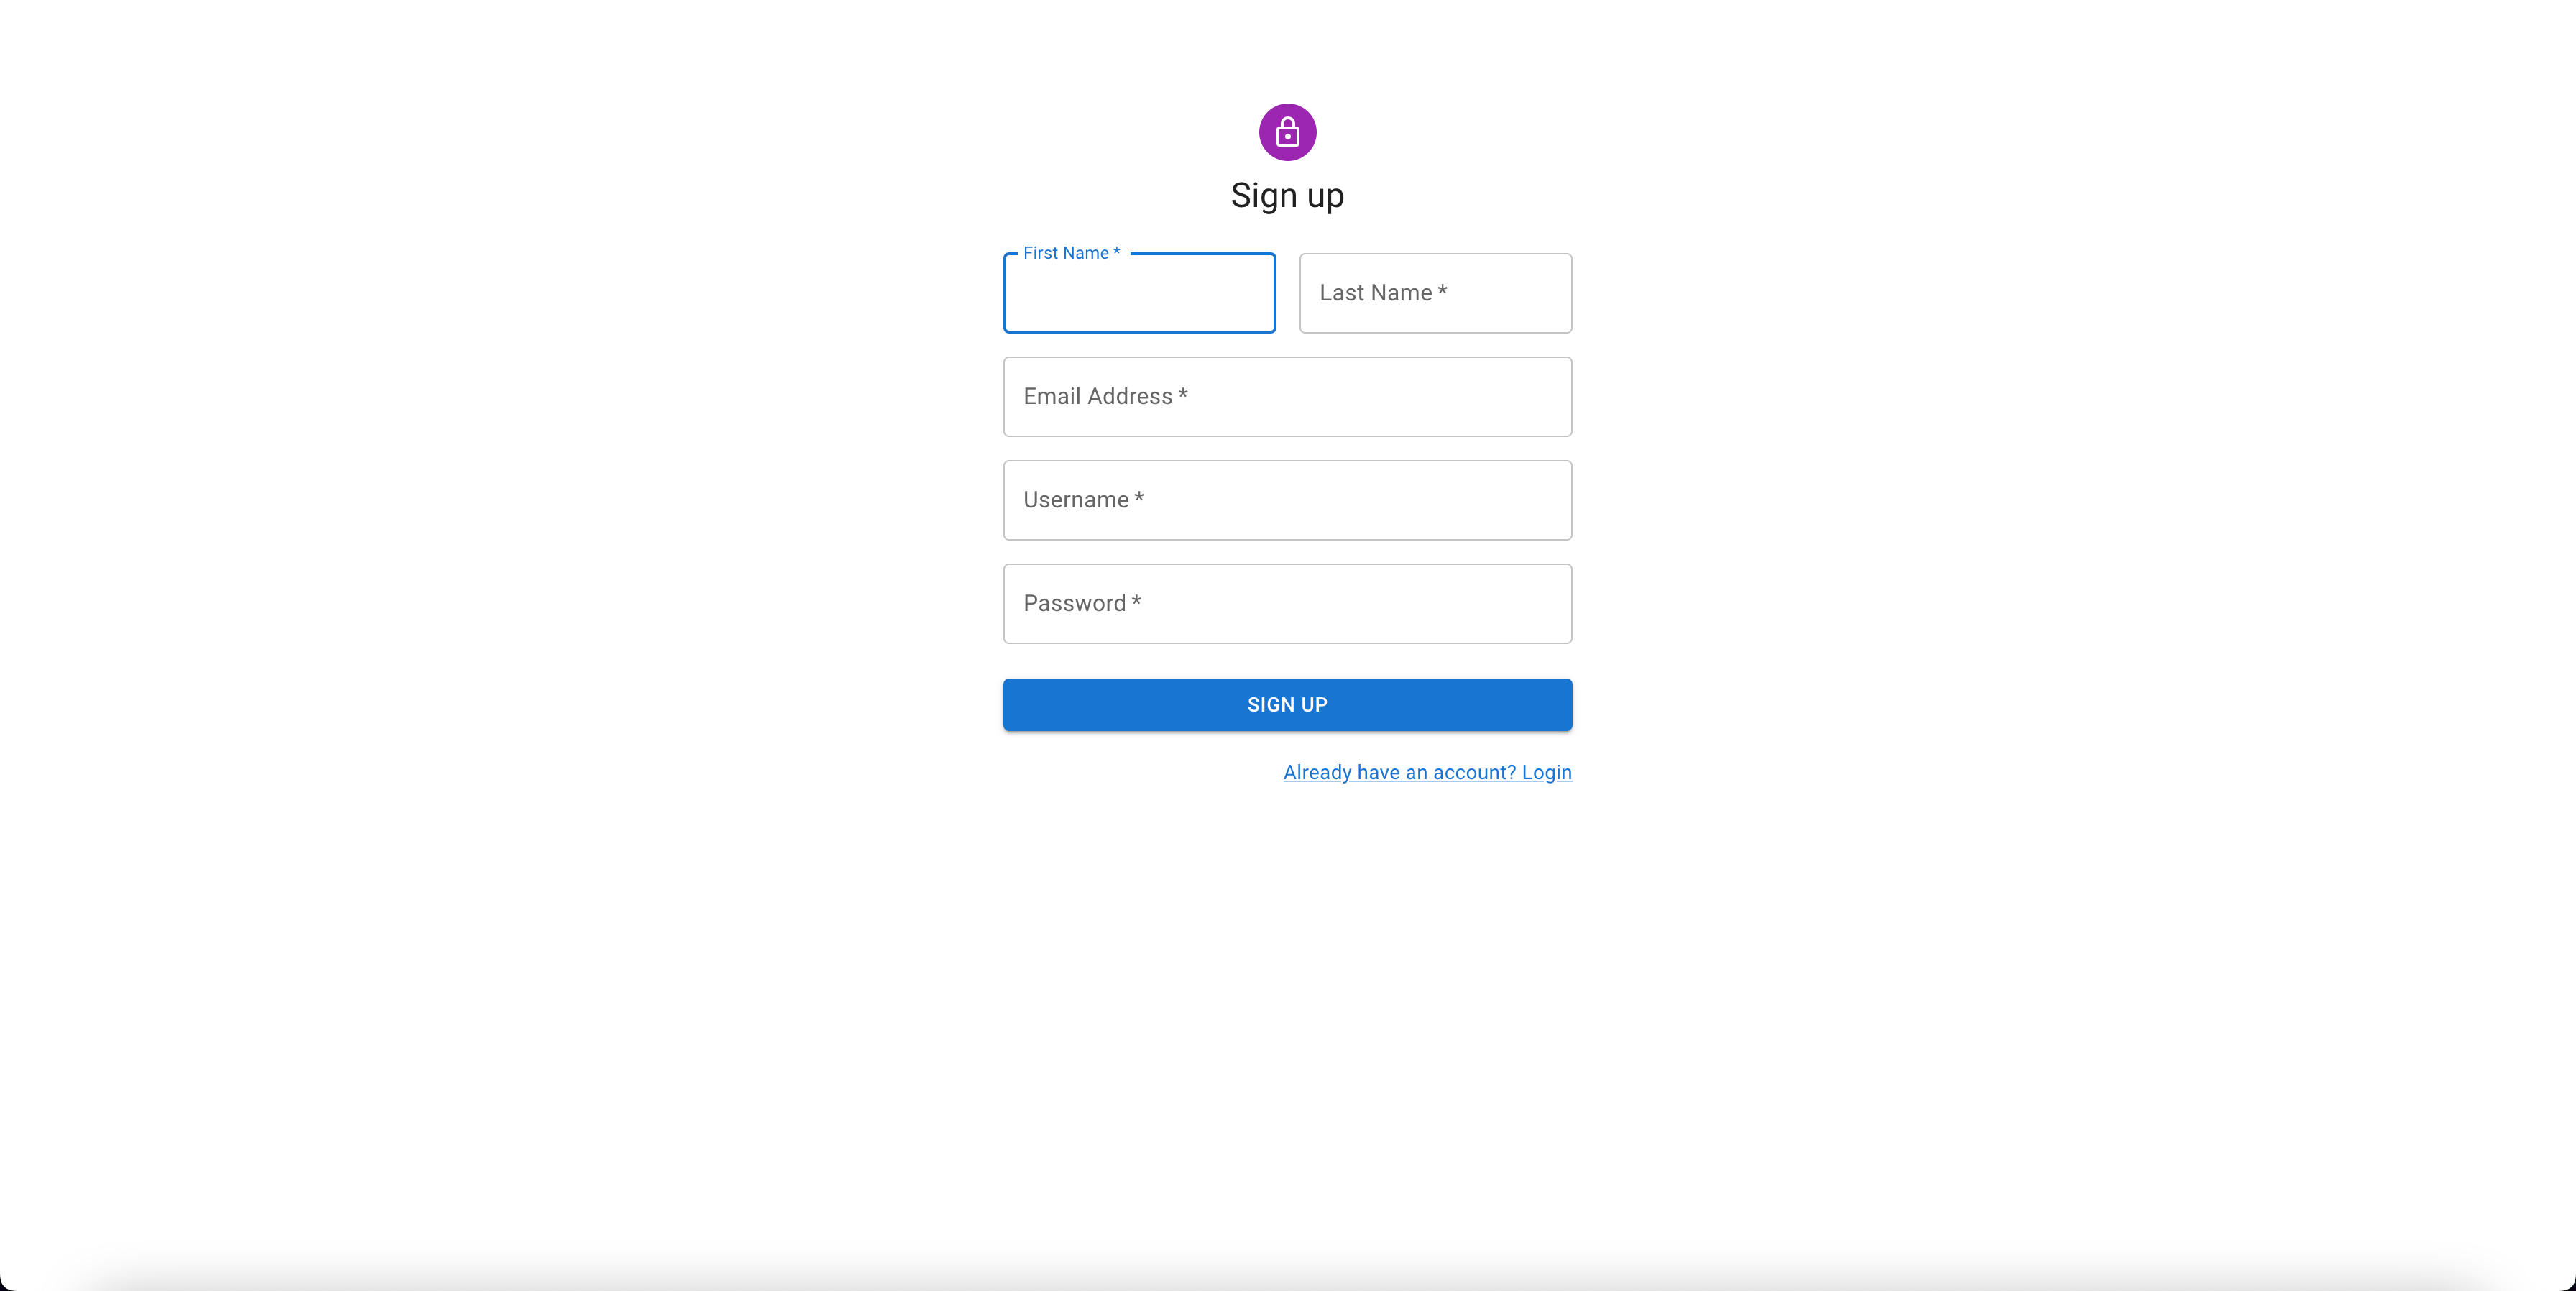 Sign up
First Name *
Last Name *
Email Address *
Username *
Password *
SIGN UP
Already have an account? Login